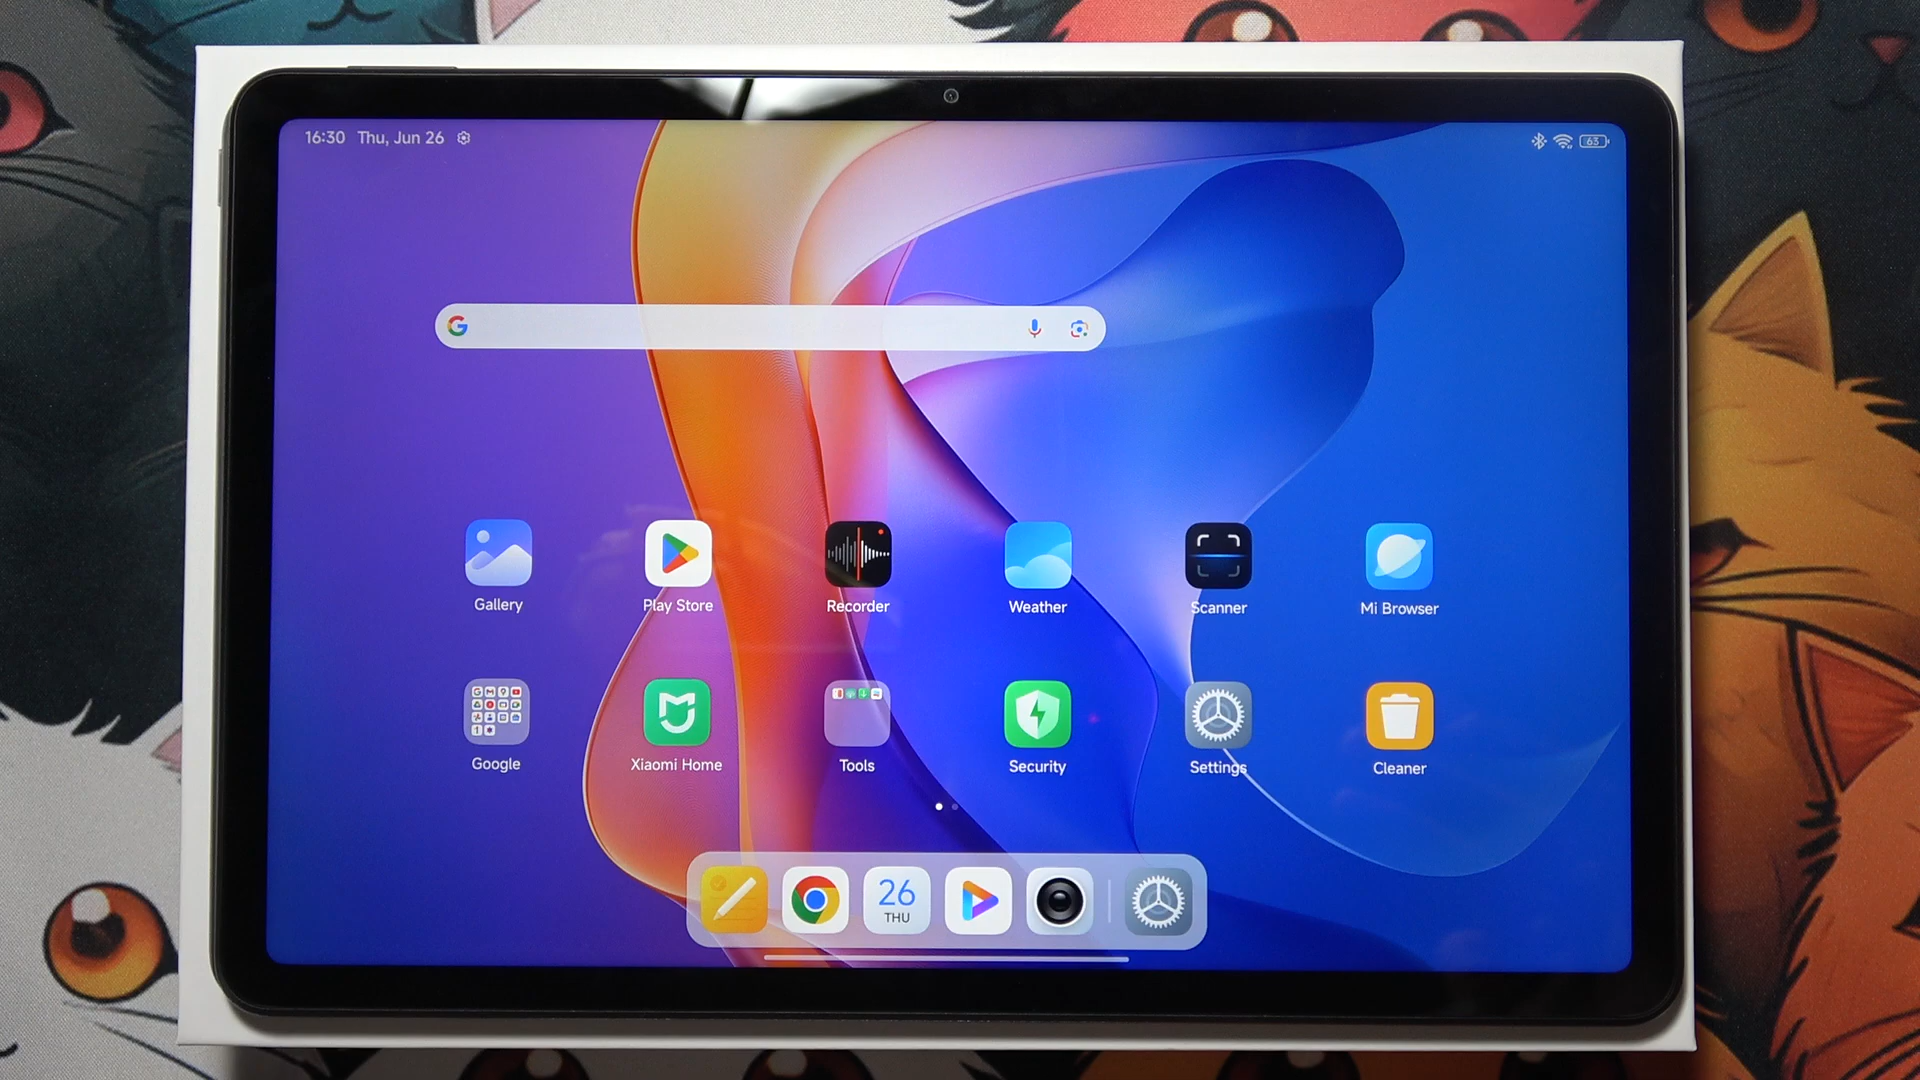 16:30 Thu, Jun 26
63
Gallery Play Store Recorder Weather Scanner Mi Browser
Google Xiaomi Home Tools Security Settings Cleaner
26
THU